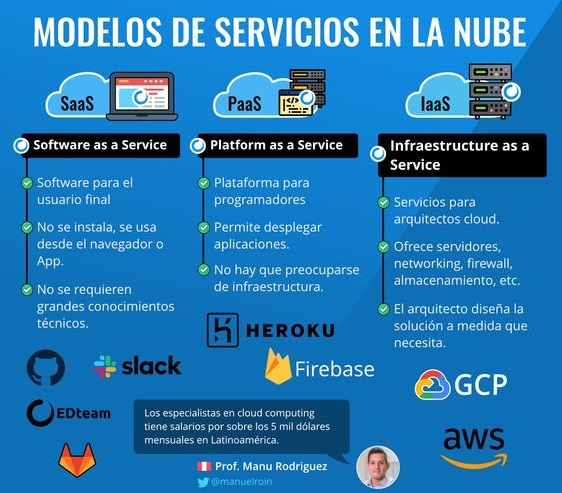 MODELOS DE SERVICIOS EN LA NUBE
SaaS
Software as a Service
Software para el
usuario final
No se instala, se usa
desde el navegador o
App.
No se requieren
grandes conocimientos
técnicos.
slack
EDteam
PaaS
Platform as a Service
Plataforma para
programadores
Permite desplegar
aplicaciones.
No hay que preocuparse
de infraestructura.
HEROKU
Firebase
IaaS
Infraestructure as a
Service
Servicios para
arquitectos cloud.
Ofrece servidores,
networking, firewall,
almacenamiento, etc.
El arquitecto diseña la
solución a medida que
necesita.
GCP
aws
Los especialistas en cloud computing
tiene salarios por sobre los 5 mil dólares
mensuales en Latinoamérica.
Prof. Manu Rodriguez
@manuelroin